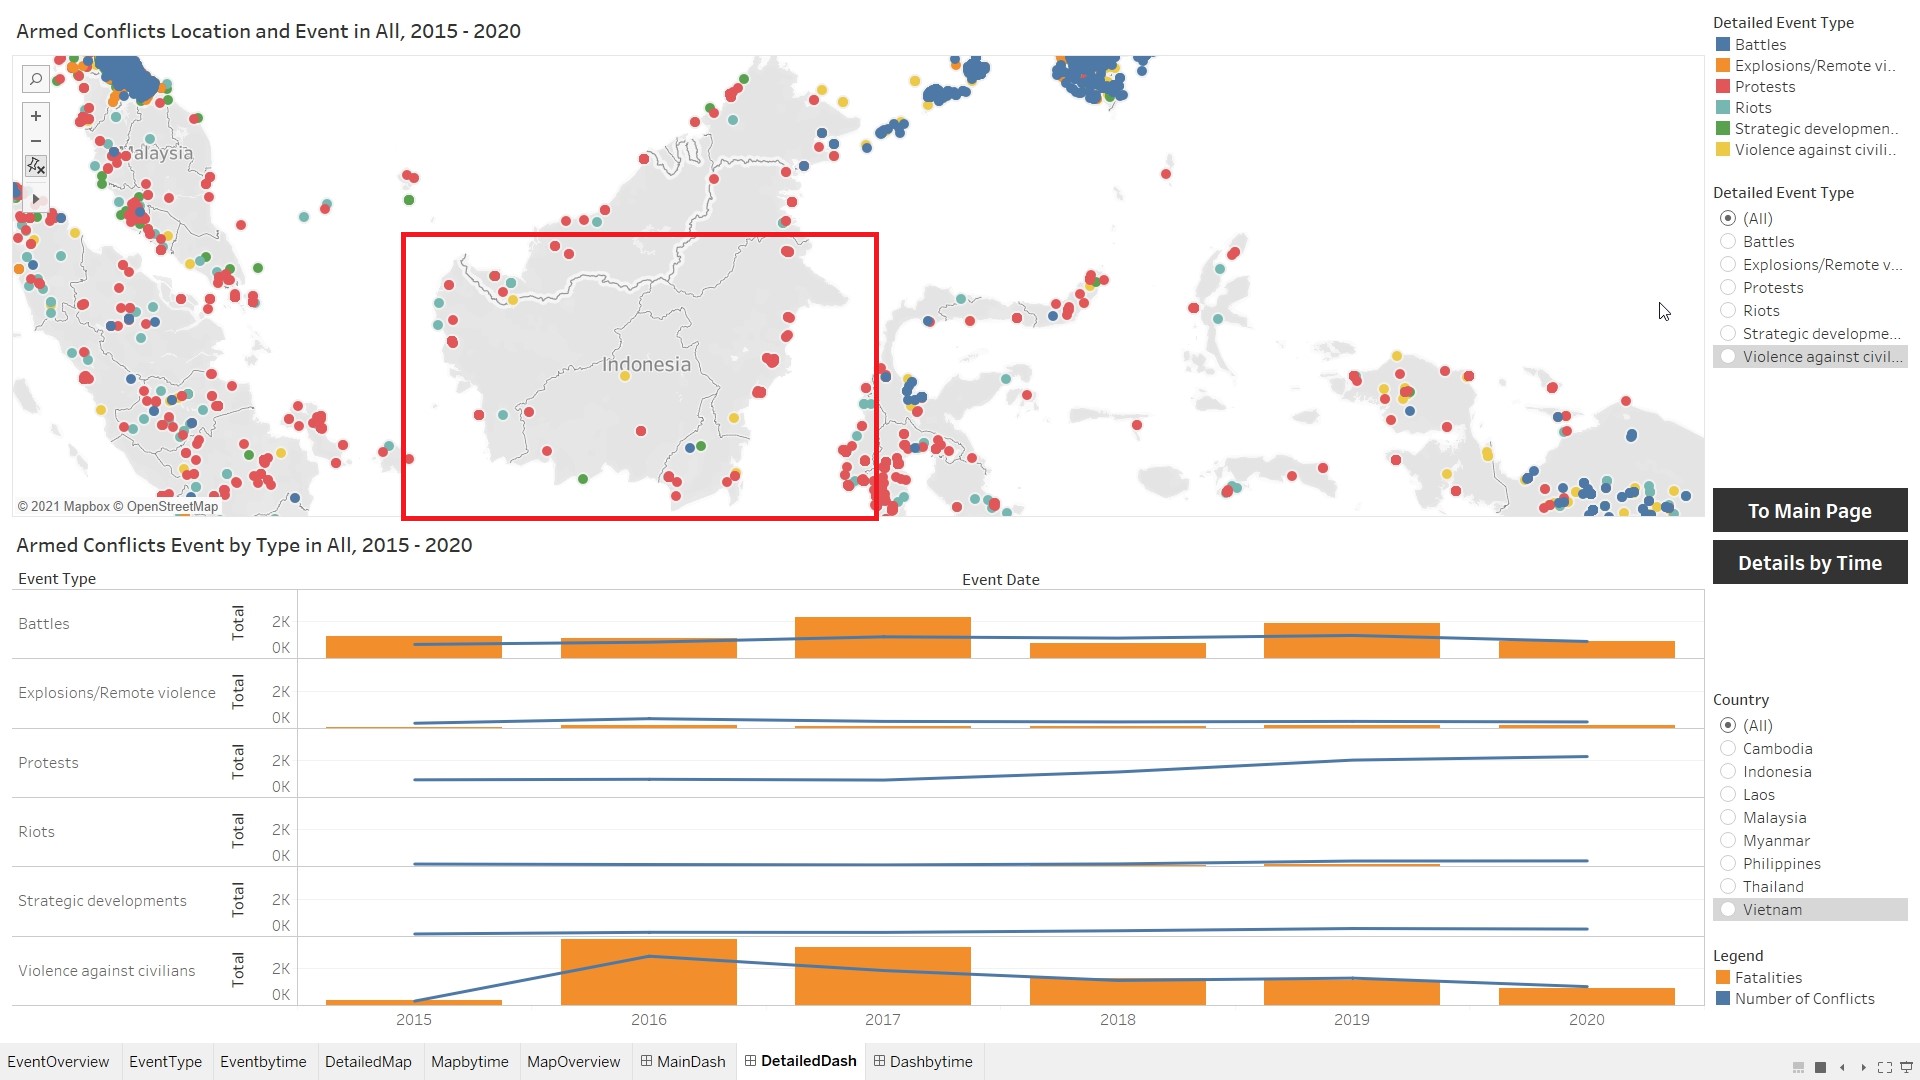 Armed Conflicts Location and Event in All, 2015 - 2020
Malaysia
Indonesia
© 2021 Mapbox © OpenStreetMap
Detailed Event Type
Battles
Explosions/Remote vi..
Protests
Riots
Strategic developmen..
Violence against civili..
Detailed Event Type
(All)
Battles
Explosions/Remote v...
Protests
Riots
Strategic developme...
Violence against civil...
To Main Page
Details by Time
Armed Conflicts Event by Type in All, 2015 - 2020
Event Type
Event Date
Battles
Total
2K
0K
Explosions/Remote violence
Total
2K
0K
Protests
Total
2K
0K
Riots
Total
2K
0K
Strategic developments
Total
2K
0K
Violence against civilians
Total
2K
0K
2015 2016 2017 2018 2019 2020
Country
(All)
Cambodia
Indonesia
Laos
Malaysia
Myanmar
Philippines
Thailand
Vietnam
Legend
Fatalities
Number of Conflicts
EventOverview EventType Eventbytime DetailedMap Mapbytime MapOverview MainDash DetailedDash Dashbytime